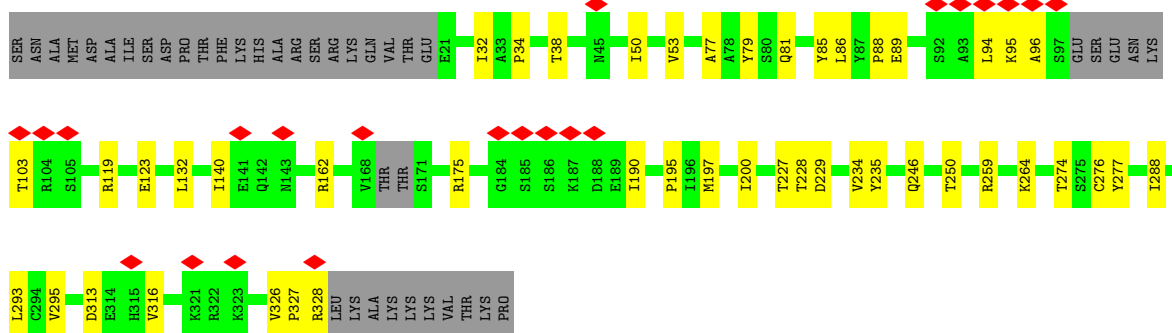 SER ASN ALA MET ASP ALA ILE SER ASP PRO THR PHE LYS HIS ALA ARG SER ARG LYS GLN VAL THR GLU E21 I32 A33 P34 T38 N45 I50 V53 A77 A78 Y79 S80 Q81 Y85 L86 Y87 P88 E89 S92 A93 L94 K95 A96 S97 GLU SER GLU ASN LYS
T103 R104 S105 R119 E123 L132 I140 E141 Q142 N143 R162 V168 THR THR S171 R175 G184 S185 S186 K187 D188 E189 I190 P195 I196 M197 I200 T227 T228 D229 V234 Y235 Q246 T250 R259 K264 T274 S275 C276 Y277 I288
L293 C294 V295 D313 E314 H315 V316 K321 R322 K323 V326 P327 R328 LEU LYS ALA LYS LYS LYS VAL THR LYS PRO